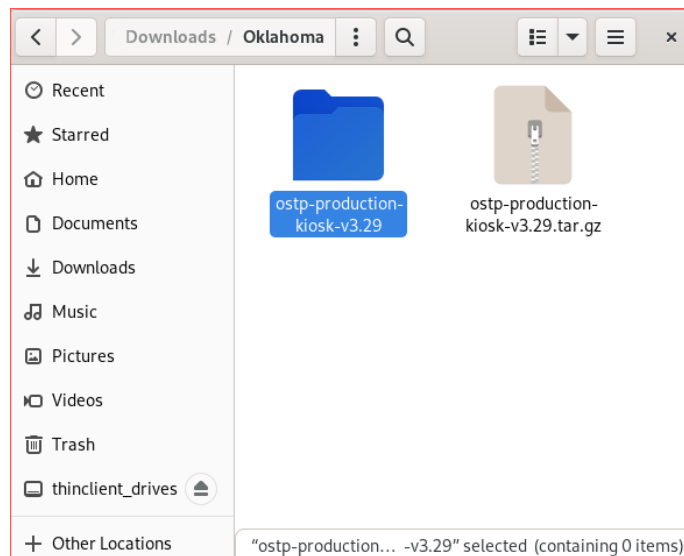 Downloads / Oklahoma
Recent
Starred
Home
Documents
Downloads
Music
Pictures
Videos
Trash
thinclient_drives
Other Locations
ostp-production-
kiosk-v3.29
ostp-production-
kiosk-v3.29.tar.gz
“ostp-production… -v3.29” selected (containing 0 items)